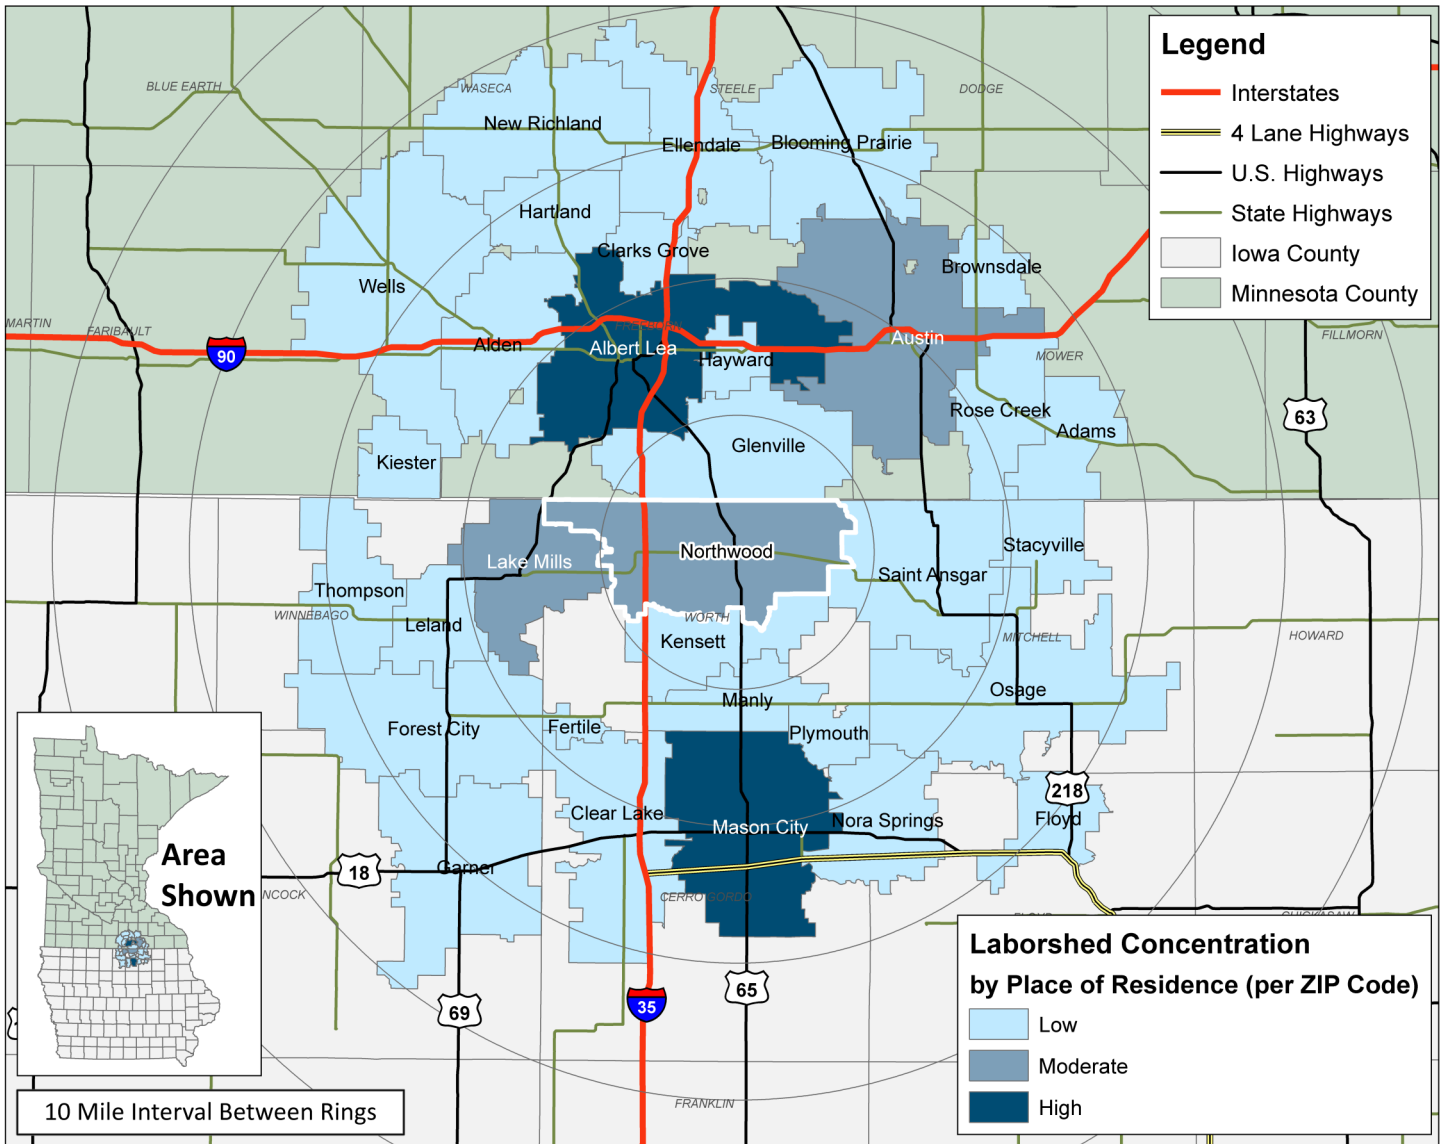 BLUE EARTH
WASECA
STEELE
DODGE
Legend
Interstates
4 Lane Highways
U.S. Highways
State Highways
Iowa County
Minnesota County
New Richland
Ellendale
Blooming Prairie
Hartland
Clarks Grove
Brownsdale
Wells
MARTIN
FARIBAULT
FREEBORN
FILLMORN
90
Alden
Albert Lea
Hayward
Austin
MOWER
63
Rose Creek
Adams
Glenville
Kiester
Northwood
Lake Mills
Stacyville
Saint Ansgar
Thompson
WINNEBAGO
Leland
WORTH
Kensett
MITCHELL
HOWARD
Osage
Manly
Forest City
Fertile
Plymouth
218
Clear Lake
Mason City
Nora Springs
Floyd
Area
Shown
18
Garner
NCOCK
CERRO GORDO
65
35
69
Laborshed Concentration
by Place of Residence (per ZIP Code)
Low
Moderate
High
10 Mile Interval Between Rings
FRANKLIN